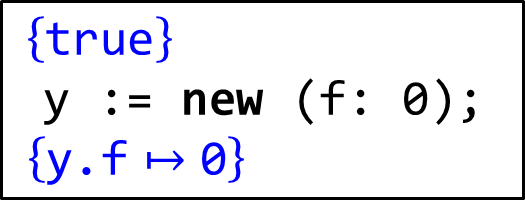 {true}
y := new (f: 0);
{y.f ↦ 0}